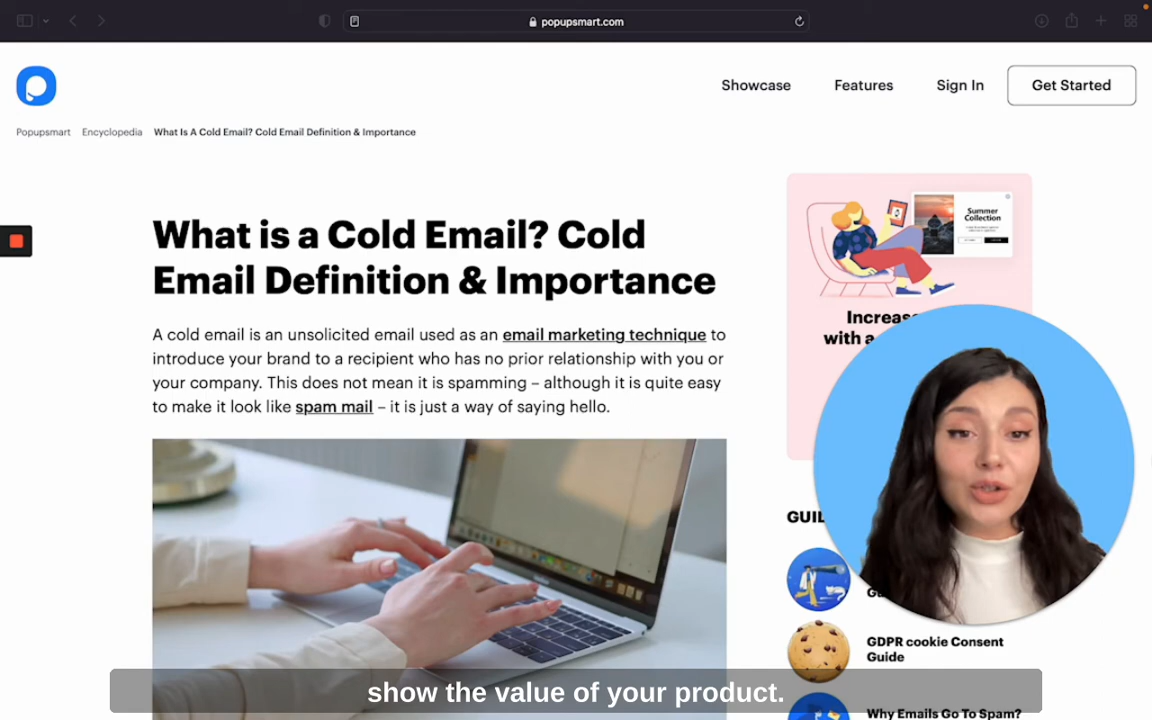 popupsmart.com
Showcase
Features
Sign In
Get Started
Popupsmart
Encyclopedia
What Is A Cold Email? Cold Email Definition & Importance
What is a Cold Email? Cold
Email Definition & Importance
A cold email is an unsolicited email used as an email marketing technique to
introduce your brand to a recipient who has no prior relationship with you or
your company. This does not mean it is spamming – although it is quite easy
to make it look like spam mail – it is just a way of saying hello.
Summer
Collection
with a
GDPR cookie Consent
Guide
Why Emails Go To Spam?
show the value of your product.